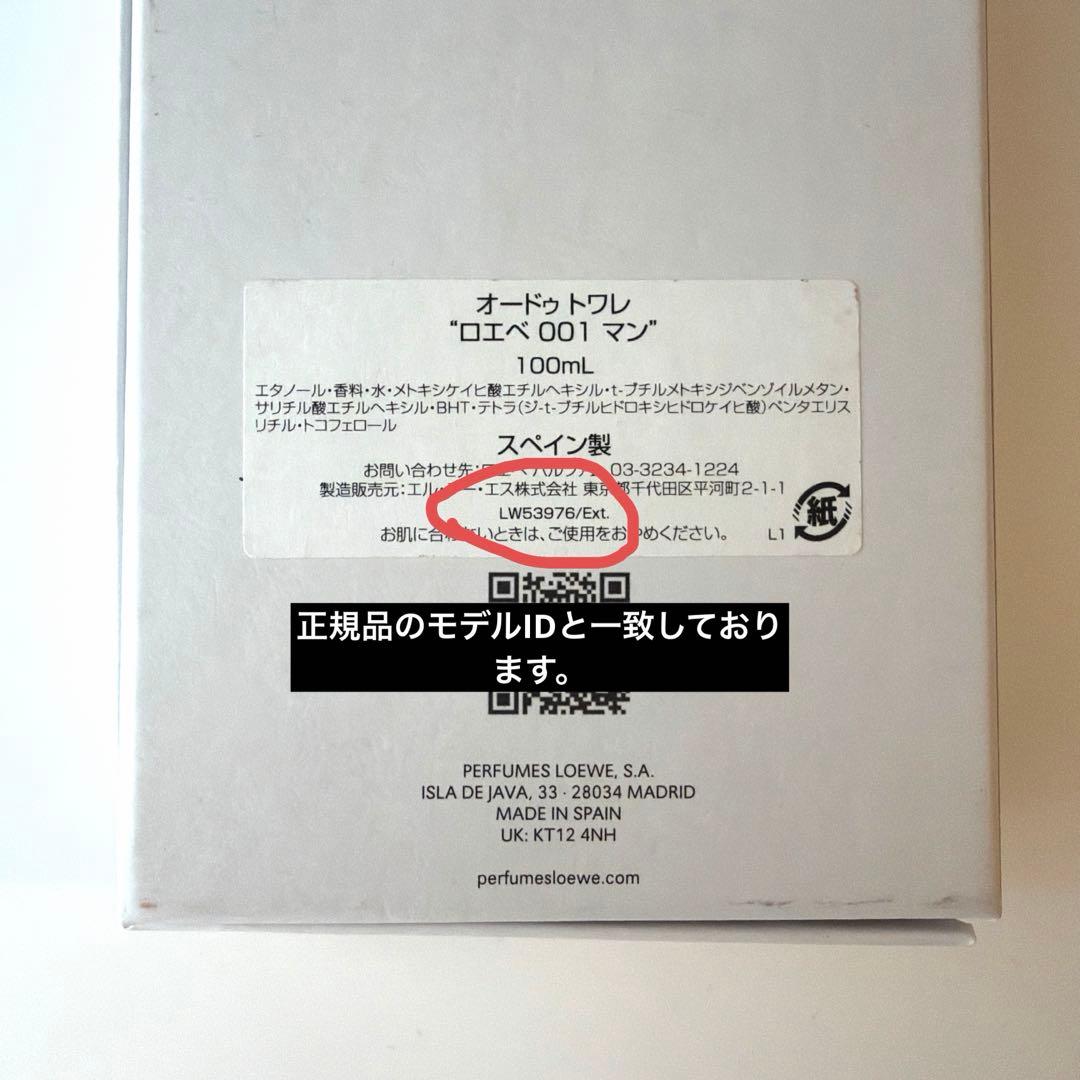 オードゥ トワレ
“ロエベ 001 マン”
100mL
エタノール・香料・水・メトキシケイヒ酸エチルヘキシル・t-ブチルメトキシジベンゾイルメタン・
サリチル酸エチルヘキシル・BHT・テトラ(ジ-t-ブチルヒドロキシヒドロケイヒ酸)ペンタエリス
リチル・トコフェロール
スペイン製
お問い合わせ先: 03-3234-1224
製造販売元:エル・ ・エス株式会社 東京都千代田区平河町2-1-1
LW53976/Ext.
お肌に合わないときは、ご使用をおやめください。 L1
紙
正規品のモデルIDと一致しており
ます。
PERFUMES LOEWE, S.A.
ISLA DE JAVA, 33 · 28034 MADRID
MADE IN SPAIN
UK: KT12 4NH
perfumesloewe.com